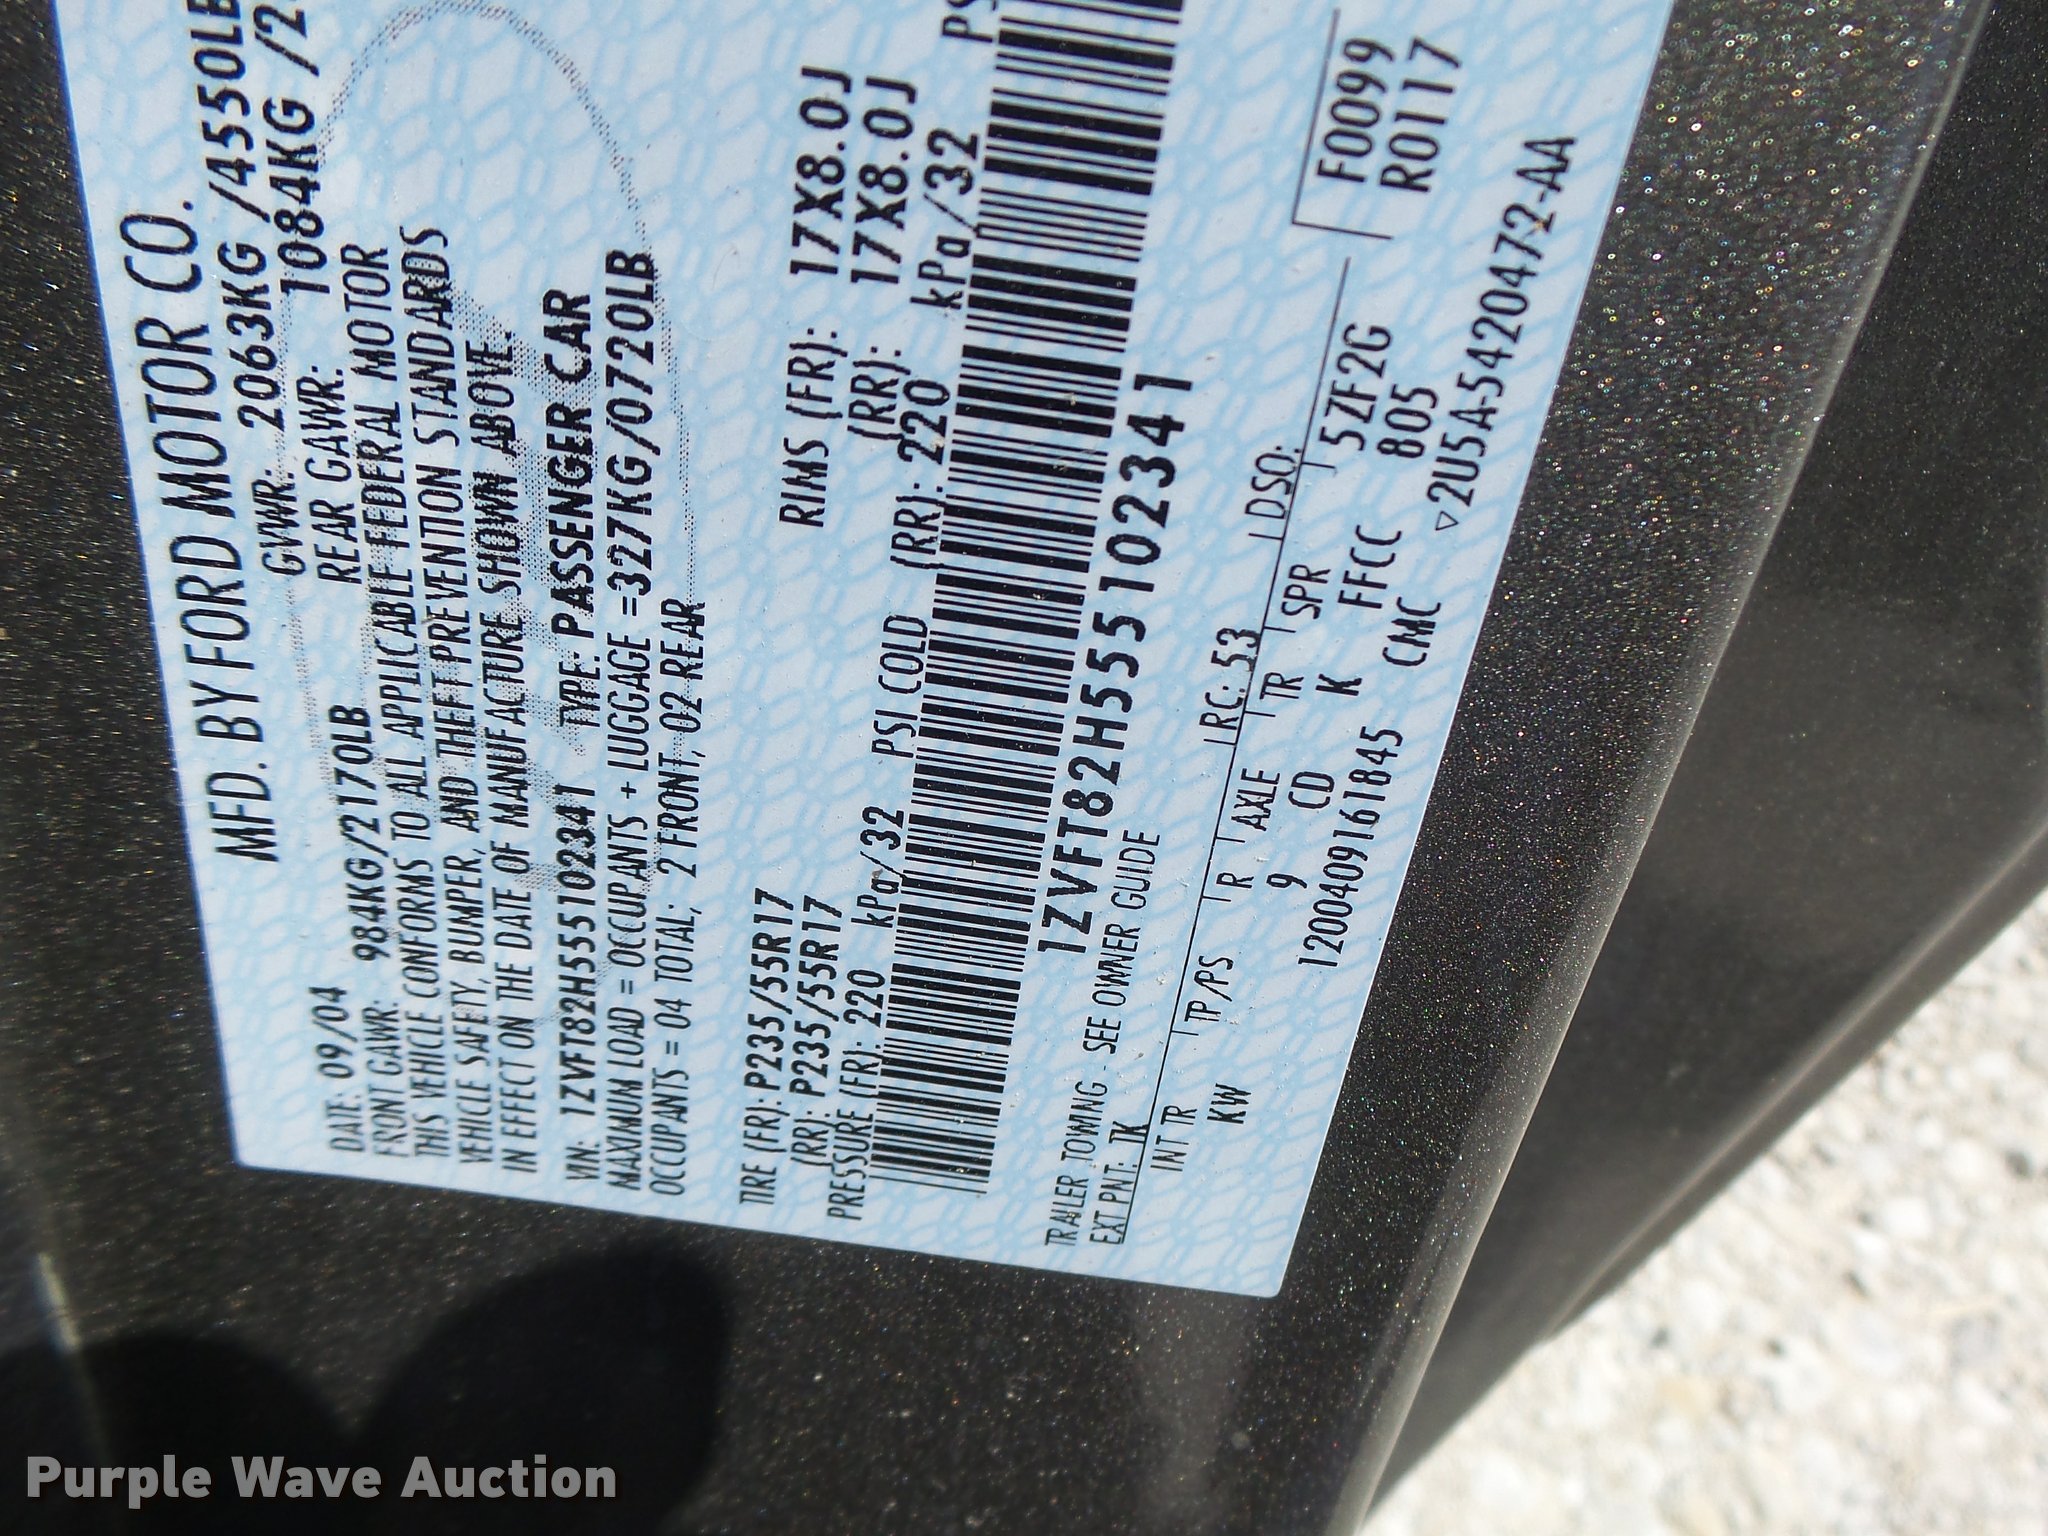 MFD. BY FORD MOTOR CO.
DATE: 09/04 GVWR: 2063KG /4550LB
FRONT GAWR: 984KG/2170LB REAR GAWR: 1084KG /
THIS VEHICLE CONFORMS TO ALL APPLICABLE FEDERAL MOTOR
VEHICLE SAFETY, BUMPER, AND THEFT PREVENTION STANDARDS
IN EFFECT ON THE DATE OF MANUFACTURE SHOWN ABOVE.
VIN: 1ZVFT82H555102341 TYPE: PASSENGER CAR
MAXIMUM LOAD = OCCUPANTS + LUGGAGE =327KG/0720LB
OCCUPANTS = 04 TOTAL; 2 FRONT, 02 REAR
TIRE (FR): P235/55R17 RIMS (FR): 17X8.0J
(RR): P235/55R17 (RR): 17X8.0J
PRESSURE (FR): 220 kPa/32 PSI COLD (RR): 220 kPa/32 PS
1ZVFT82H555102341
TRAILER TOWING - SEE OWNER GUIDE
EXT PNT: TK RC: 53 DSO:
INT TR TP/PS R AXLE TR SPR F0099
KW 9 CD K 5ZF2G R0117
1200409161845 FFCC 805
CMC ▽2U5A-5420472-AA
Purple Wave Auction